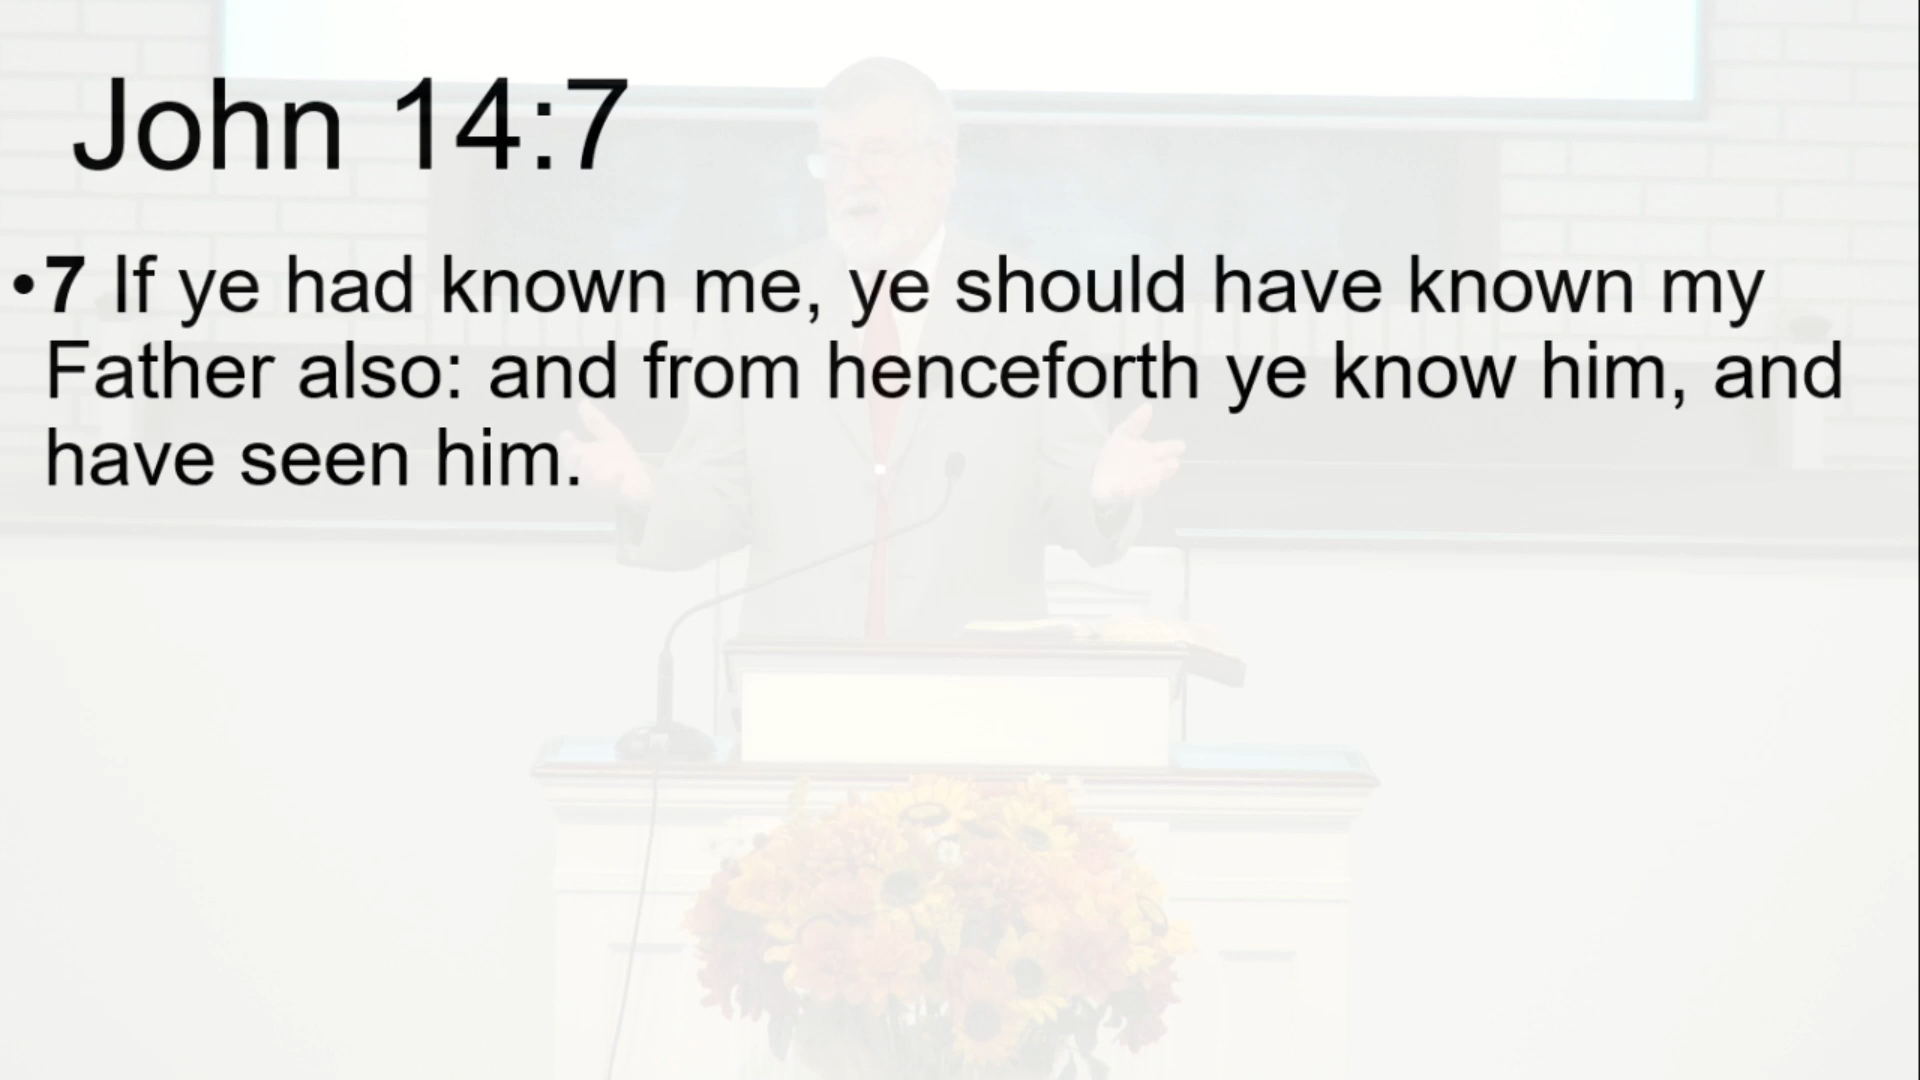 John 14:7
•7 If ye had known me, ye should have known my
Father also: and from henceforth ye know him, and
have seen him.